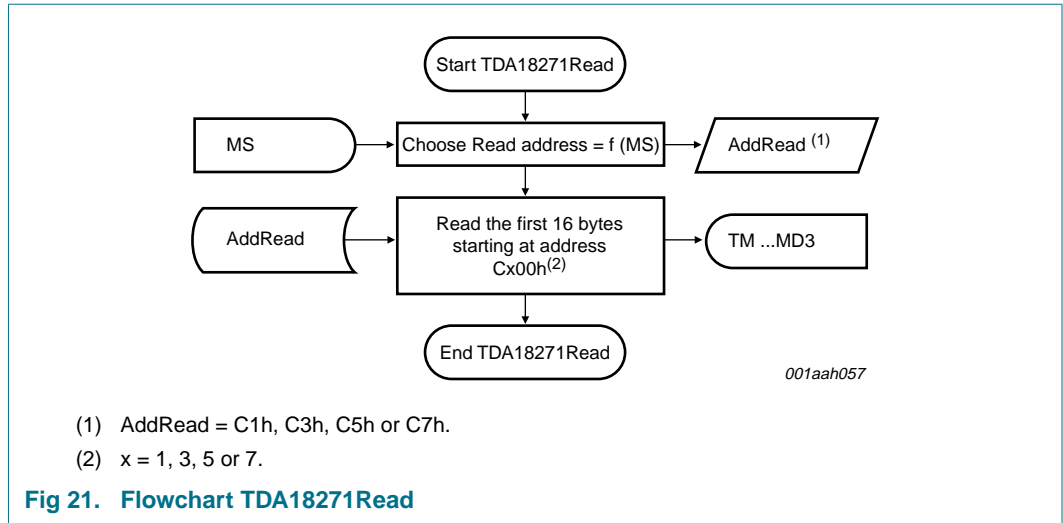 Start TDA18271Read
MS
Choose Read address = f (MS)
AddRead (1)
AddRead
Read the first 16 bytes
starting at address
Cx00h(2)
TM ...MD3
End TDA18271Read
001aah057
(1) AddRead = C1h, C3h, C5h or C7h.
(2) x = 1, 3, 5 or 7.
Fig 21. Flowchart TDA18271Read